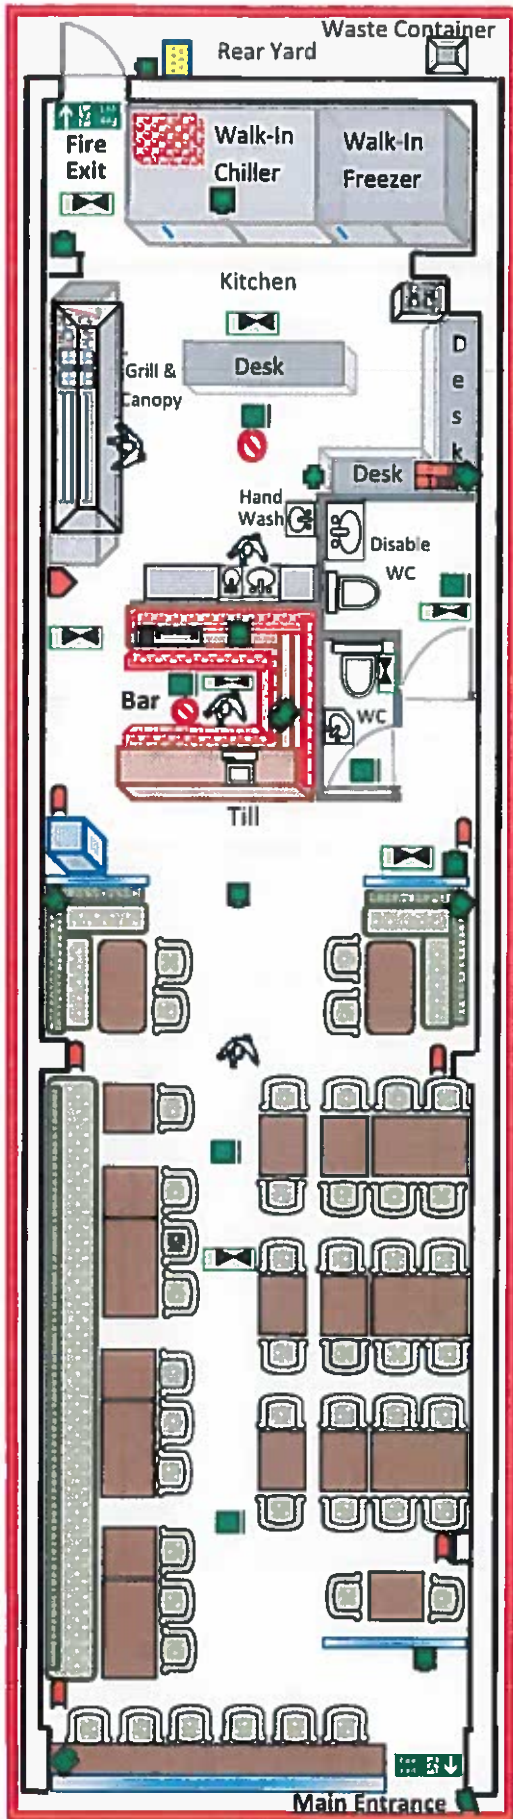 Waste Container
Rear Yard
Fire
Exit
Walk-In
Chiller
Walk-In
Freezer
Kitchen
Grill &
Canopy
Desk
Desk
Desk
Hand
Wash
Disable
WC
Bar
WC
Till
Main Entrance